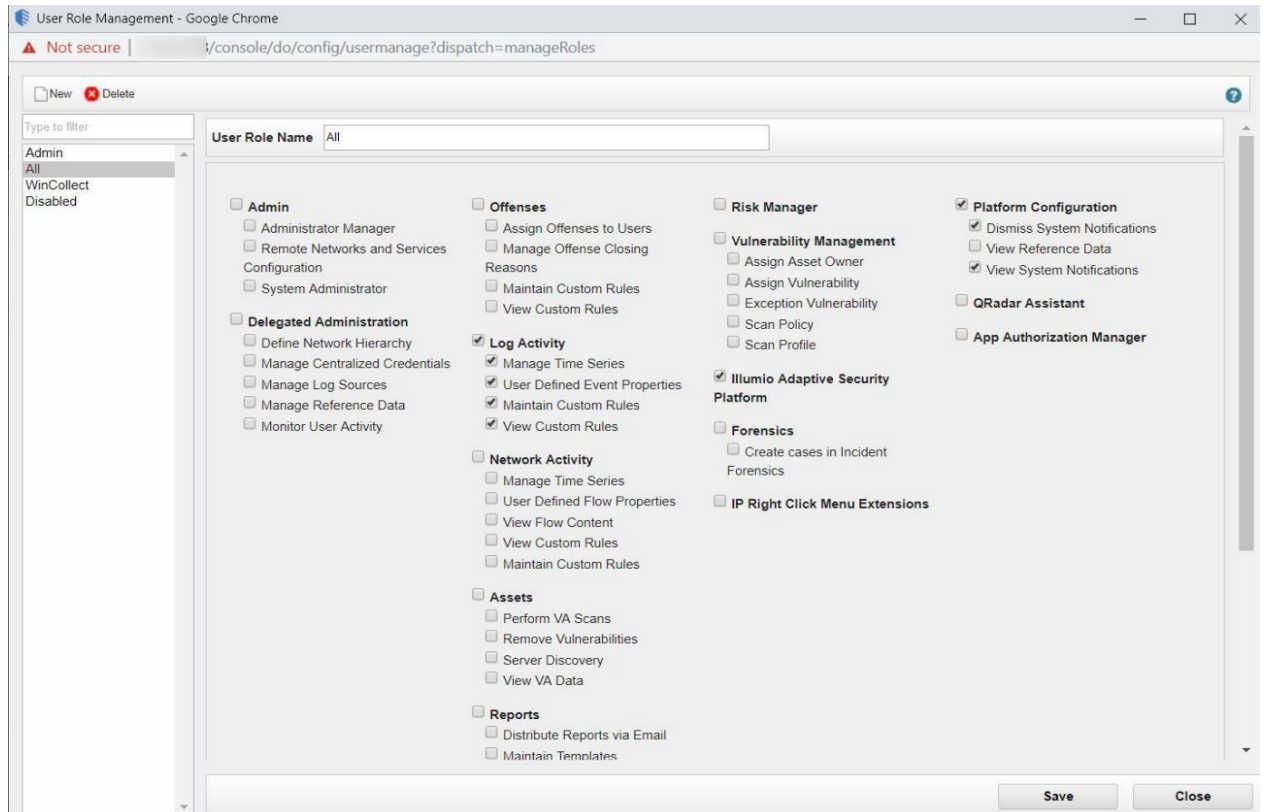 User Role Management - Google Chrome
Not secure | /console/do/config/usermanage?dispatch=manageRoles
New Delete
Type to filter
Admin
All
WinCollect
Disabled
User Role Name All
Admin
Administrator Manager
Remote Networks and Services
Configuration
System Administrator
Delegated Administration
Define Network Hierarchy
Manage Centralized Credentials
Manage Log Sources
Manage Reference Data
Monitor User Activity
Offenses
Assign Offenses to Users
Manage Offense Closing
Reasons
Maintain Custom Rules
View Custom Rules
Log Activity
Manage Time Series
User Defined Event Properties
Maintain Custom Rules
View Custom Rules
Network Activity
Manage Time Series
User Defined Flow Properties
View Flow Content
View Custom Rules
Maintain Custom Rules
Assets
Perform VA Scans
Remove Vulnerabilities
Server Discovery
View VA Data
Reports
Distribute Reports via Email
Maintain Templates
Risk Manager
Vulnerability Management
Assign Asset Owner
Assign Vulnerability
Exception Vulnerability
Scan Policy
Scan Profile
Illumio Adaptive Security
Platform
Forensics
Create cases in Incident
Forensics
IP Right Click Menu Extensions
Platform Configuration
Dismiss System Notifications
View Reference Data
View System Notifications
QRadar Assistant
App Authorization Manager
Save
Close